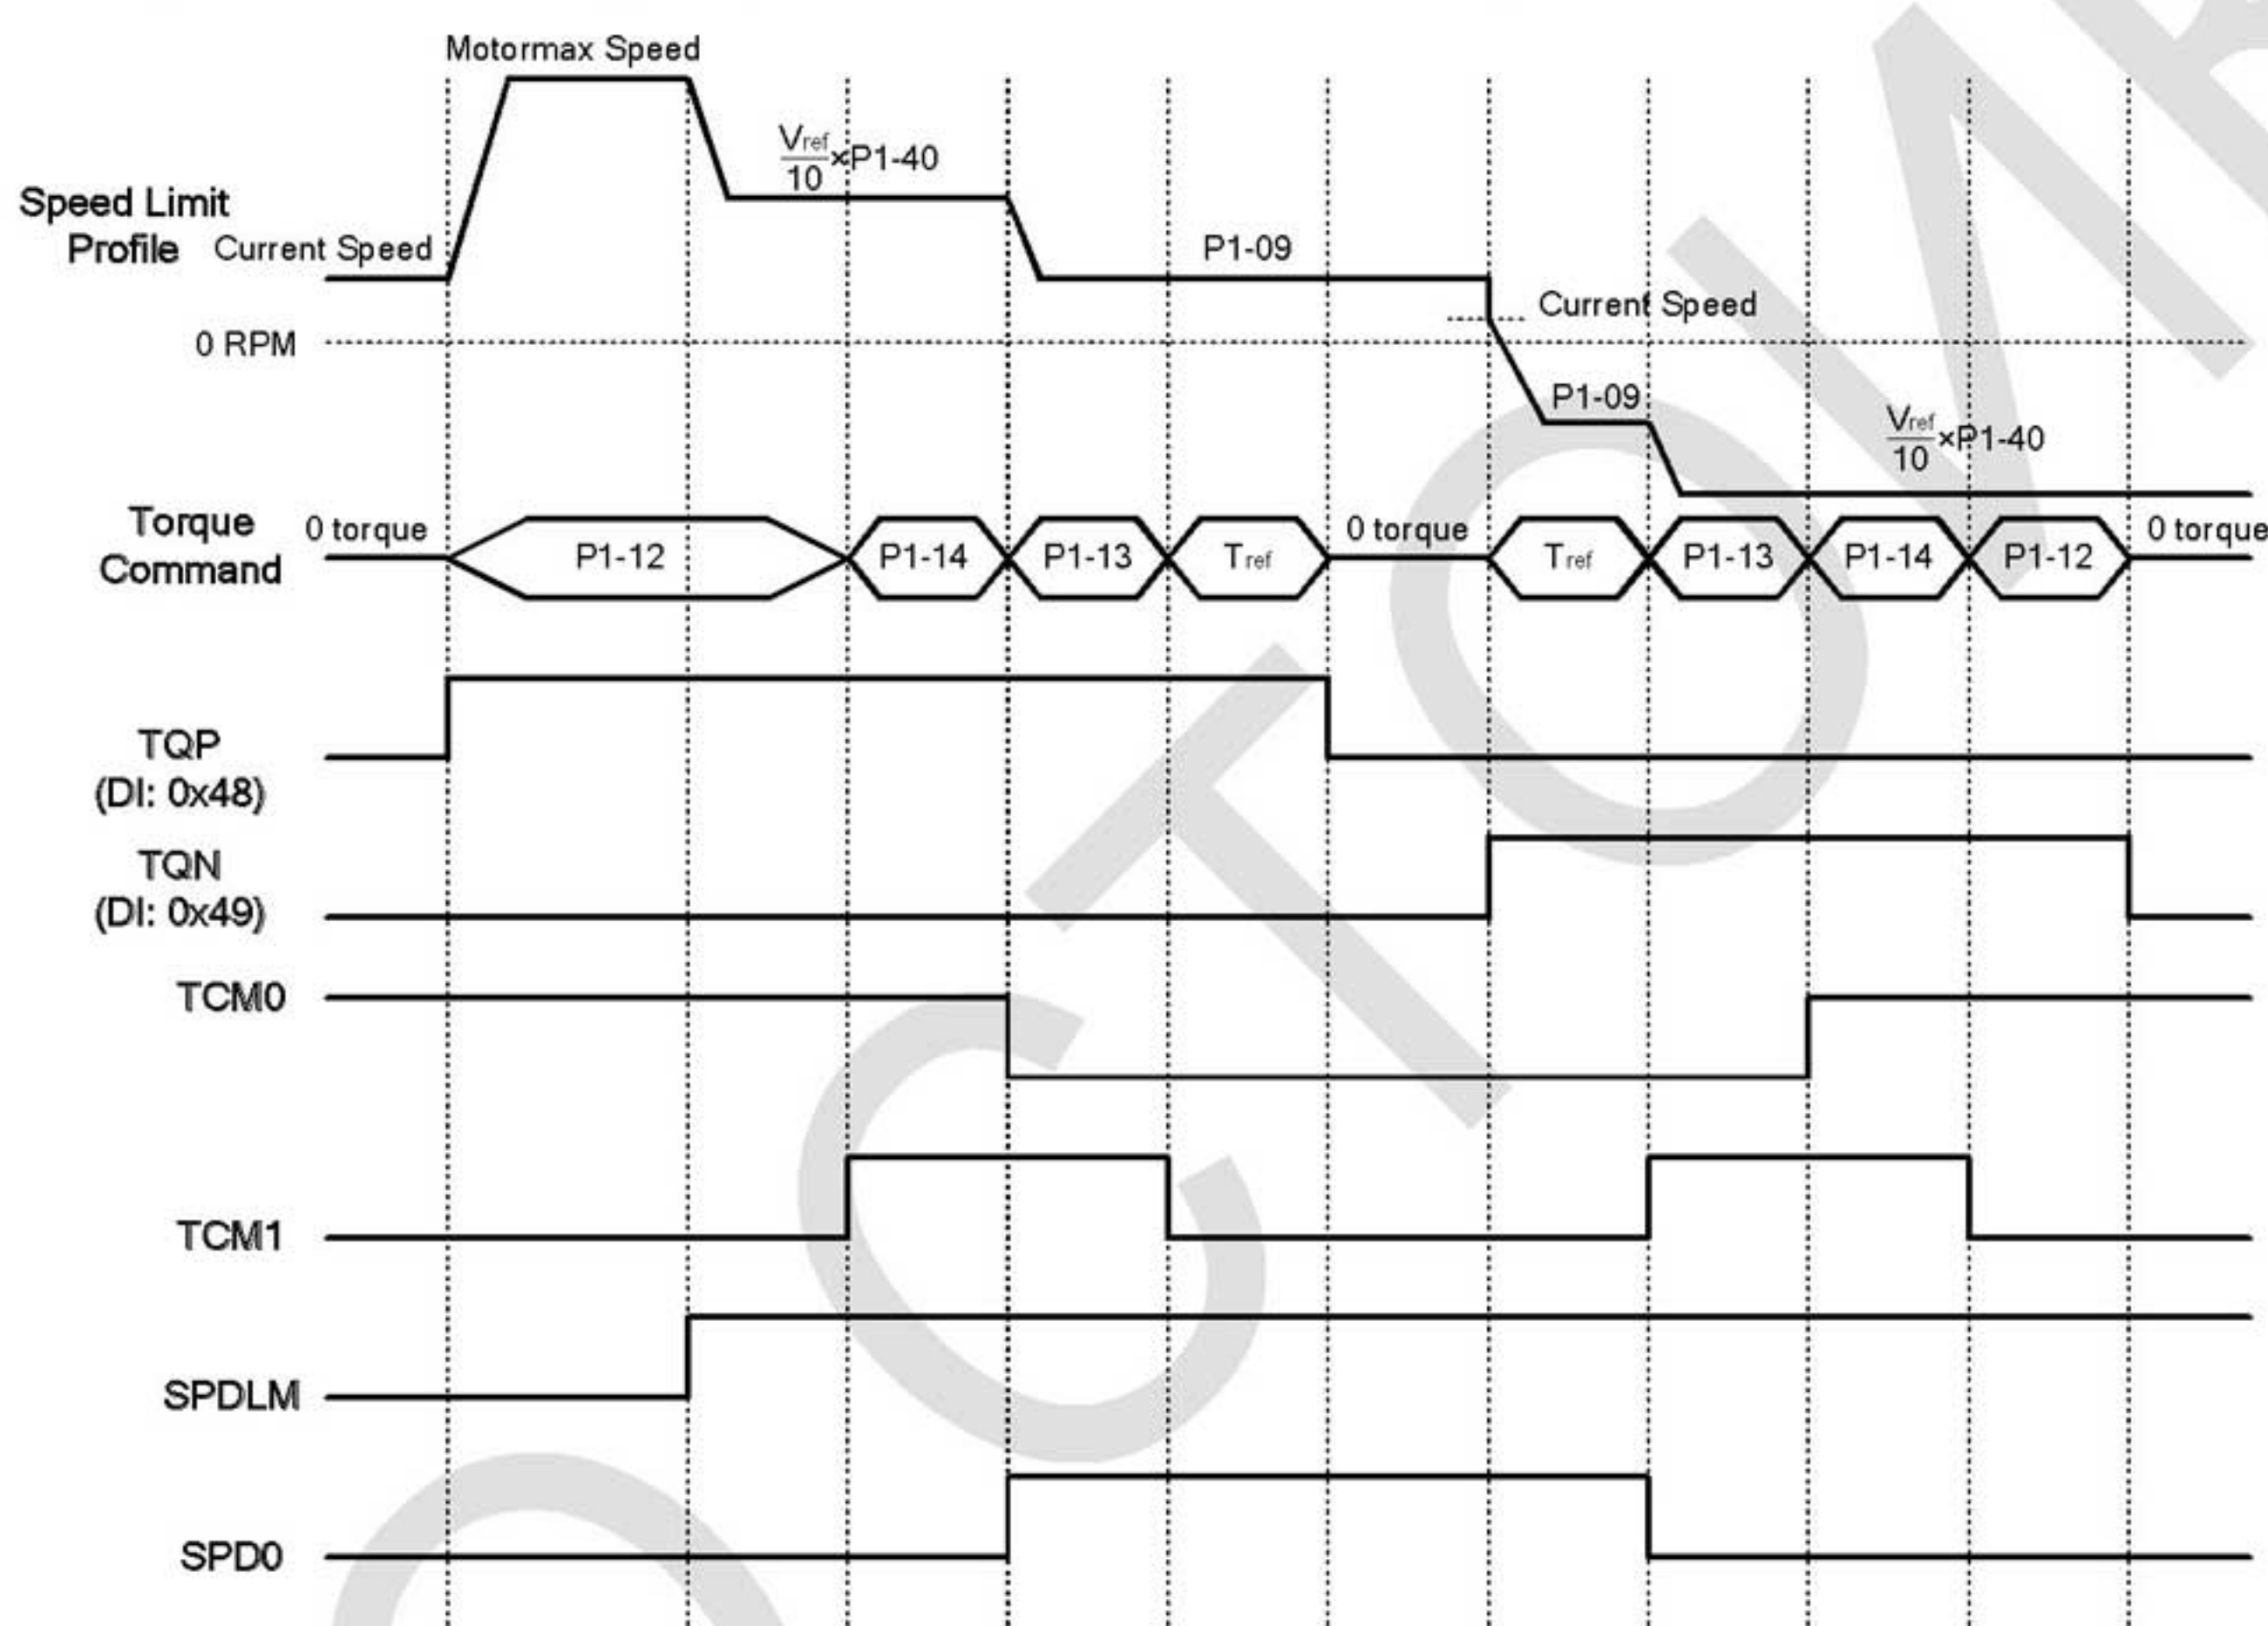 Motormax Speed
Vref
10
×P1-40
Speed Limit
Profile
Current Speed
P1-09
Current Speed
0 RPM
P1-09
Vref
10
×P1-40
Torque
Command
0 torque
P1-12
P1-14
P1-13
Tref
0 torque
Tref
P1-13
P1-14
P1-12
0 torque
TQP
(DI: 0x48)
TQN
(DI: 0x49)
TCM0
TCM1
SPDLM
SPD0